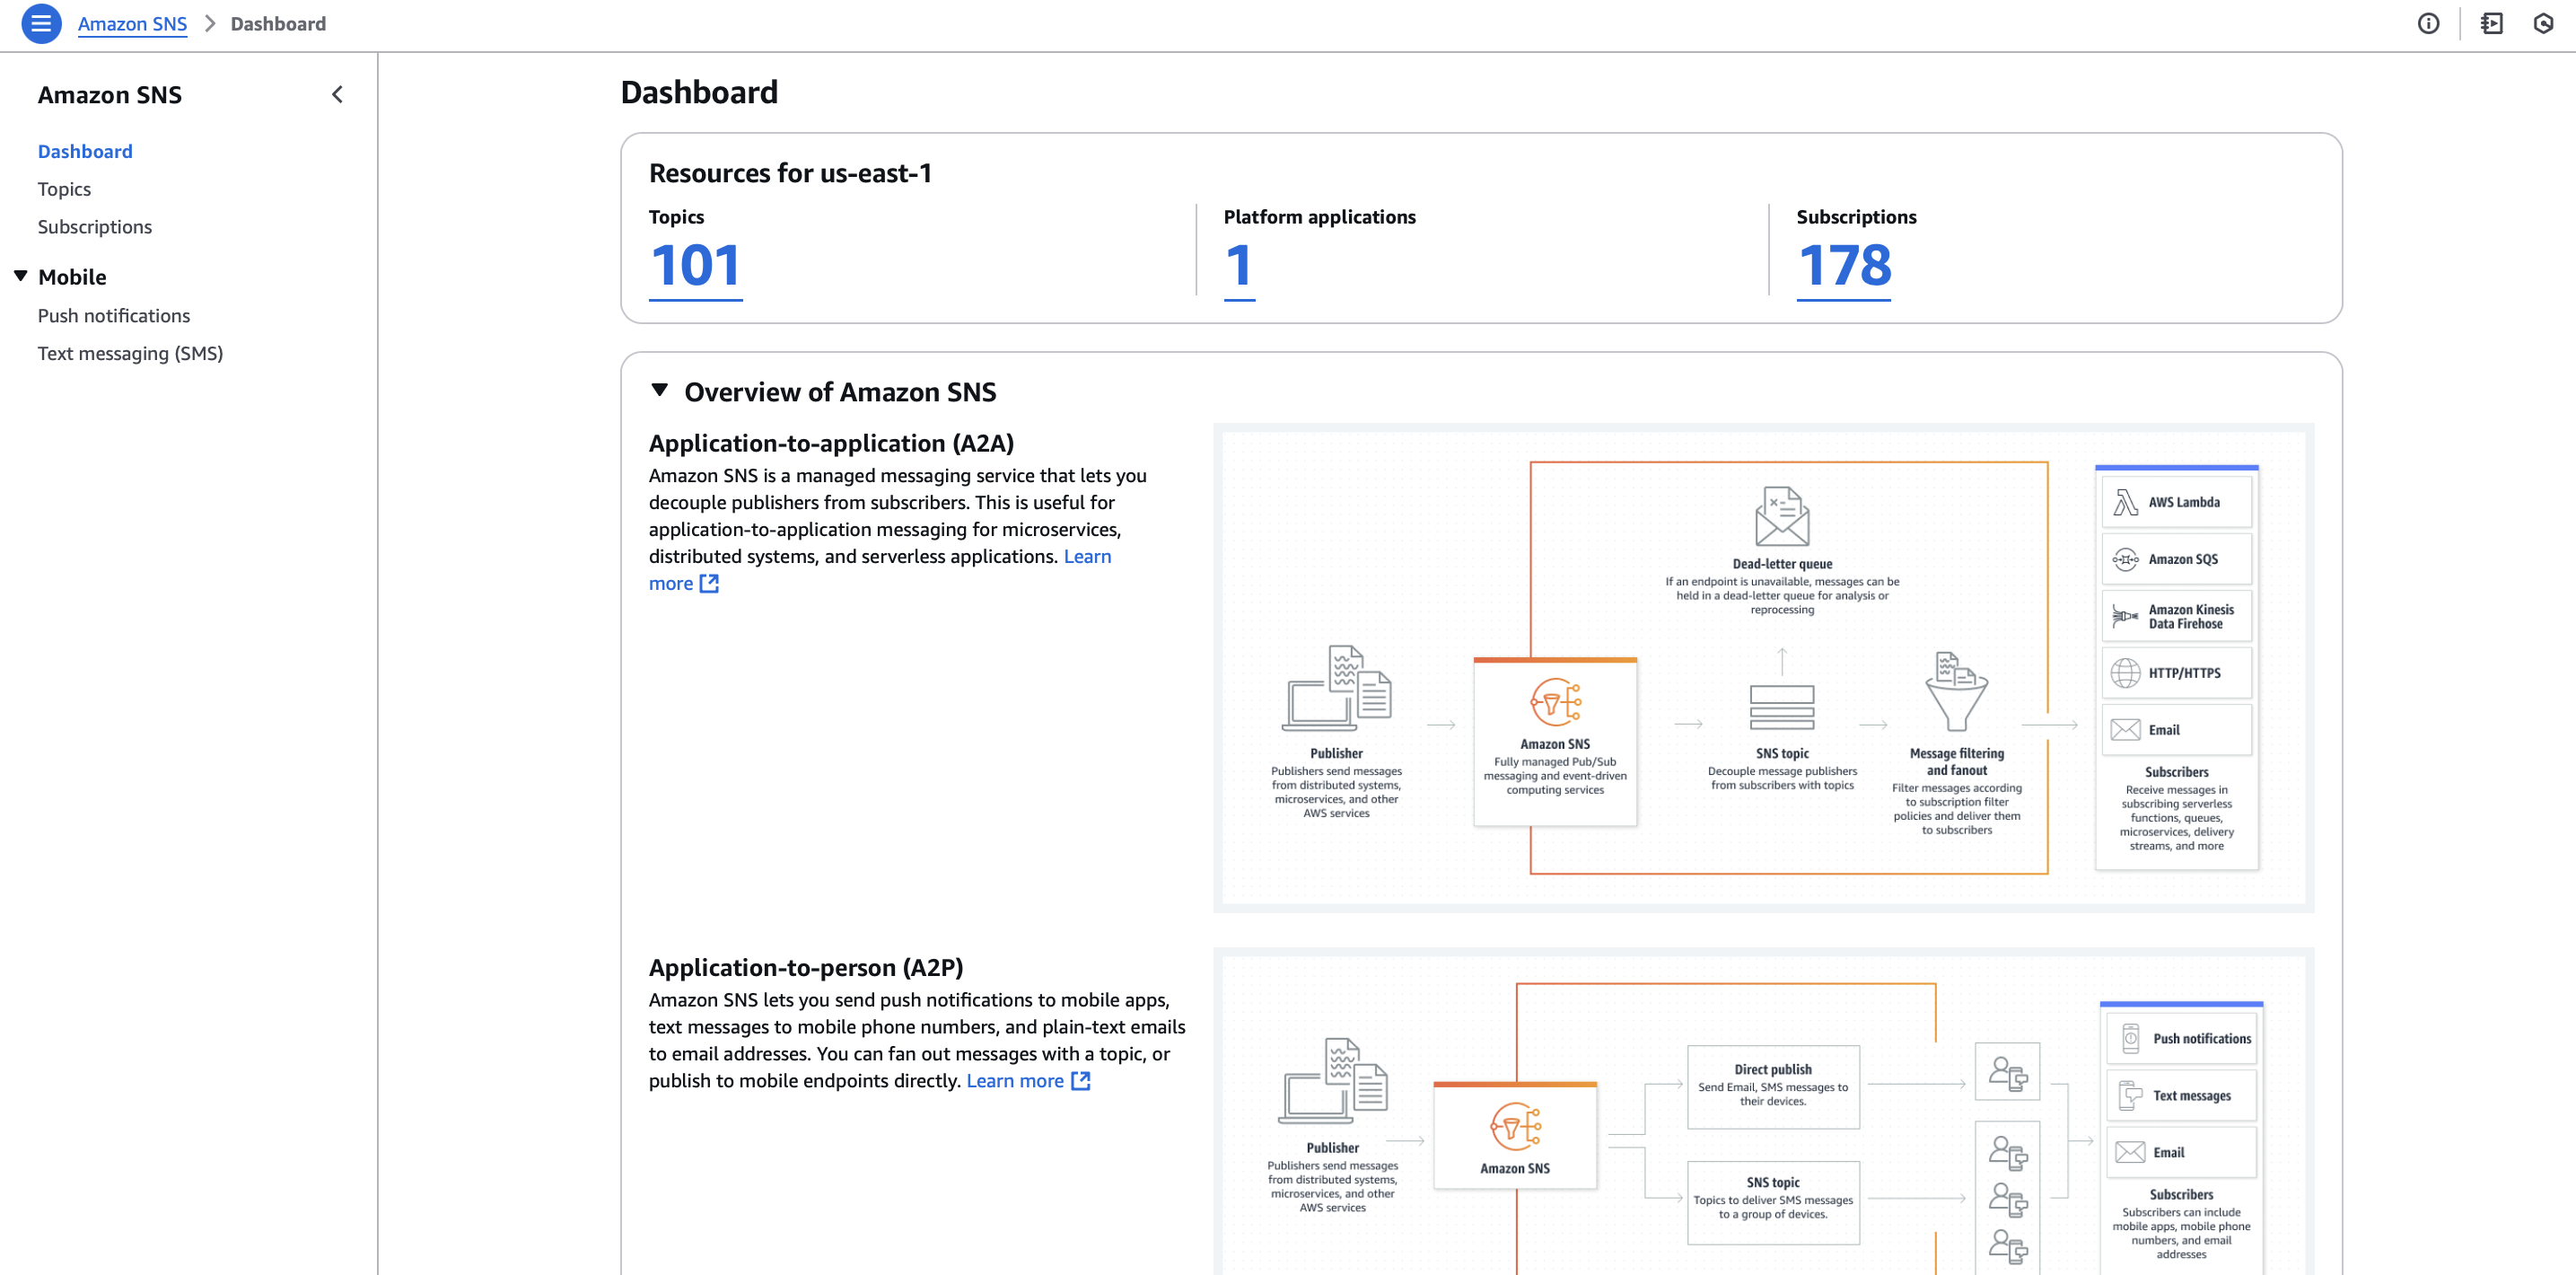 Amazon SNS > Dashboard
Amazon SNS
Dashboard
Topics
Subscriptions
Mobile
Push notifications
Text messaging (SMS)
Dashboard
Resources for us-east-1
Topics
101
Platform applications
1
Subscriptions
178
Overview of Amazon SNS
Application-to-application (A2A)
Amazon SNS is a managed messaging service that lets you
decouple publishers from subscribers. This is useful for
application-to-application messaging for microservices,
distributed systems, and serverless applications. Learn
more
Publisher
Publishers send messages
from distributed systems,
microservices, and other
AWS services
Amazon SNS
Fully managed Pub/Sub
messaging and event-driven
computing services
Dead-letter queue
If an endpoint is unavailable, messages can be
held in a dead-letter queue for analysis or
reprocessing
SNS topic
Decouple message publishers
from subscribers with topics
Message filtering
and fanout
Filter messages according
to subscription filter
policies and deliver them
to subscribers
AWS Lambda
Amazon SQS
Amazon Kinesis
Data Firehose
HTTP/HTTPS
Email
Subscribers
Receive messages in
subscribing serverless
functions, queues,
microservices, delivery
streams, and more
Application-to-person (A2P)
Amazon SNS lets you send push notifications to mobile apps,
text messages to mobile phone numbers, and plain-text emails
to email addresses. You can fan out messages with a topic, or
publish to mobile endpoints directly. Learn more
Publisher
Publishers send messages
from distributed systems,
microservices, and other
AWS services
Amazon SNS
Direct publish
Send Email, SMS messages to
their devices.
SNS topic
Topics to deliver SMS messages
to a group of devices.
Push notifications
Text messages
Email
Subscribers
Subscribers can include
mobile apps, mobile phone
numbers, and email
addresses